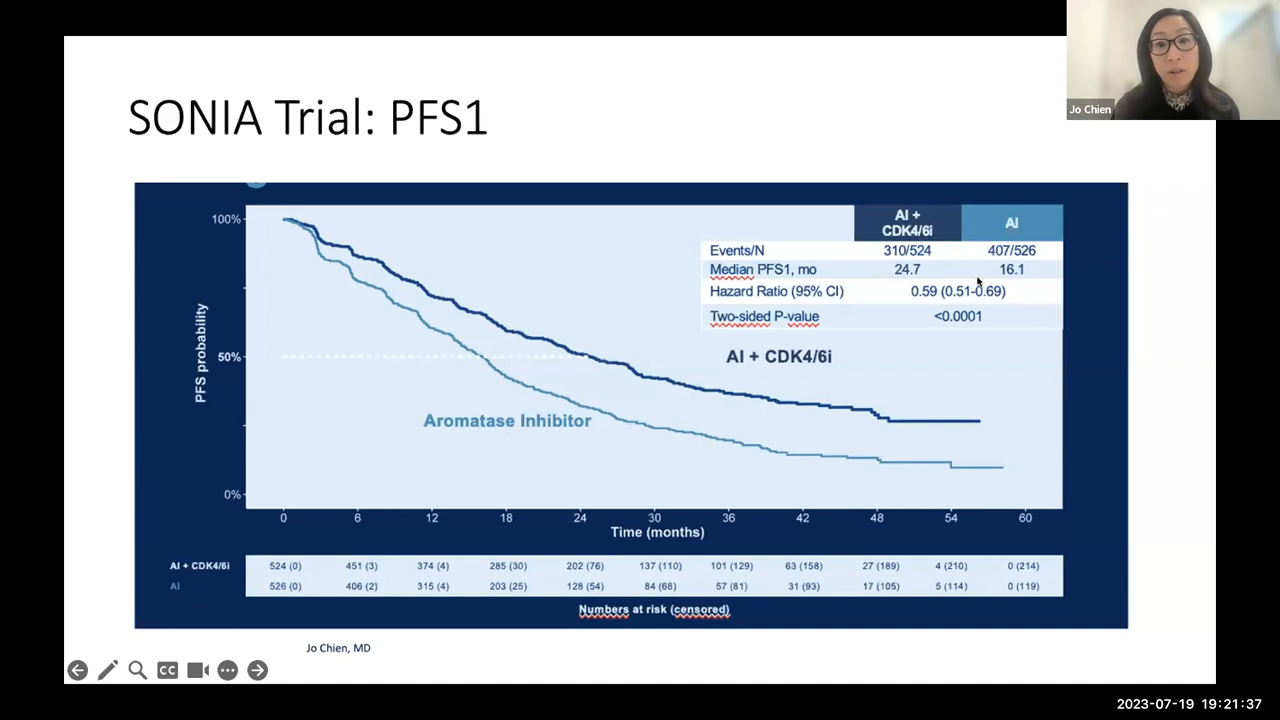 Jo Chien
SONIA Trial: PFS1
AI + CDK4/6i AI
Events/N 310/524 407/526
Median PFS1, mo 24.7 16.1
Hazard Ratio (95% CI) 0.59 (0.51-0.69)
Two-sided P-value <0.0001
100%
50%
0%
PFS probability
AI + CDK4/6i
Aromatase Inhibitor
0 6 12 18 24 30 36 42 48 54 60
Time (months)
AI + CDK4/6i 524 (0) 451 (3) 374 (4) 285 (30) 202 (76) 137 (110) 101 (129) 63 (158) 27 (189) 4 (210) 0 (214)
AI 526 (0) 406 (2) 315 (4) 203 (25) 128 (54) 84 (68) 57 (81) 31 (93) 17 (105) 5 (114) 0 (119)
Numbers at risk (censored)
Jo Chien, MD
CC
2023-07-19 19:21:37